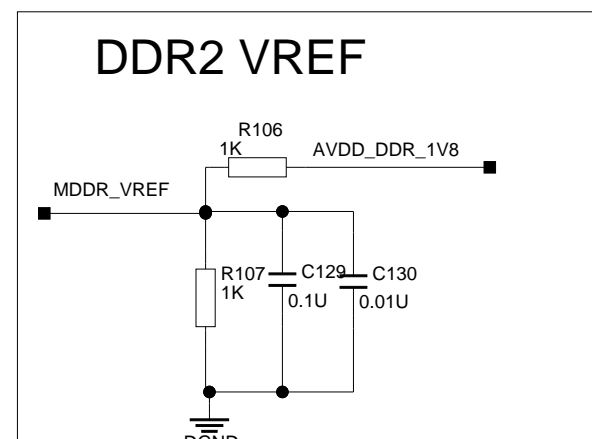 DDR2 VREF
R106
1K
AVDD_DDR_1V8
MDDR_VREF
R107
1K
C129
0.1U
C130
0.01U